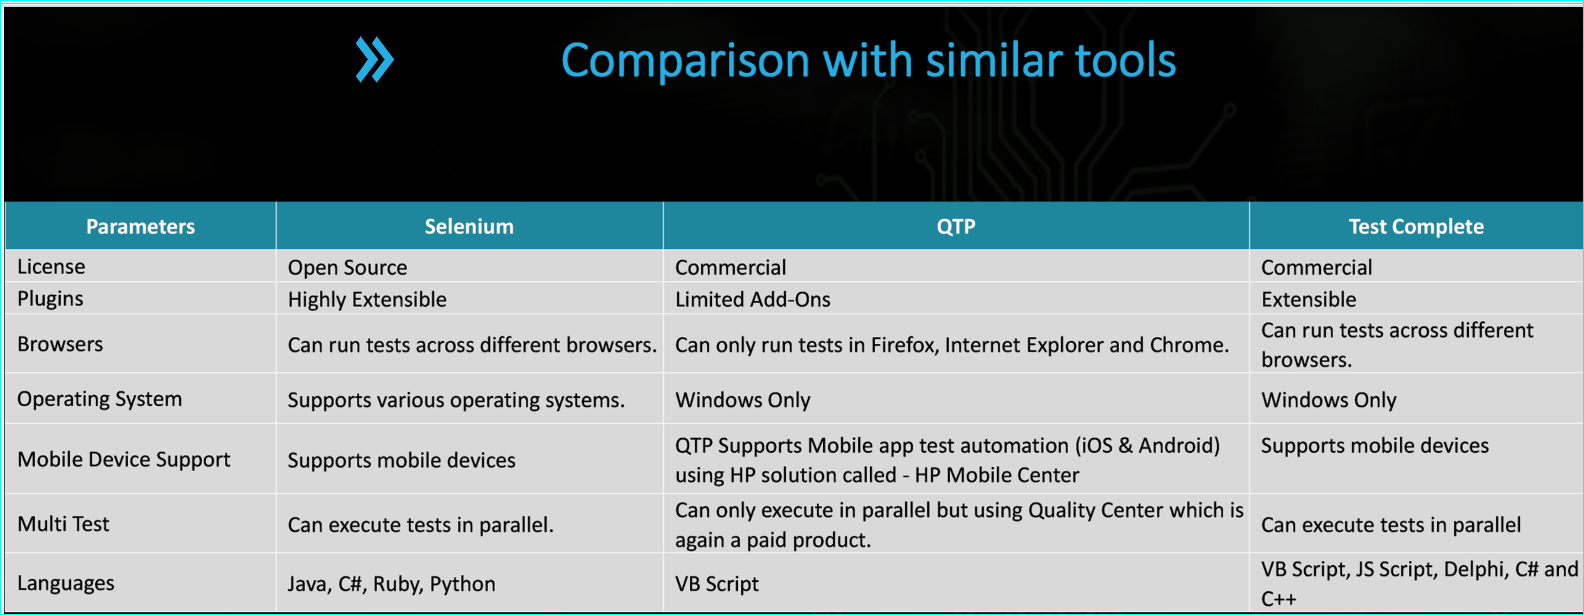 Comparison with similar tools
Parameters Selenium QTP Test Complete
License Open Source Commercial Commercial
Plugins Highly Extensible Limited Add-Ons Extensible
Browsers Can run tests across different browsers. Can only run tests in Firefox, Internet Explorer and Chrome. Can run tests across different
browsers.
Operating System Supports various operating systems. Windows Only Windows Only
Mobile Device Support Supports mobile devices QTP Supports Mobile app test automation (iOS & Android)
using HP solution called - HP Mobile Center
Supports mobile devices
Multi Test Can execute tests in parallel. Can only execute in parallel but using Quality Center which is
again a paid product.
Can execute tests in parallel
Languages Java, C#, Ruby, Python VB Script VB Script, JS Script, Delphi, C# and
C++